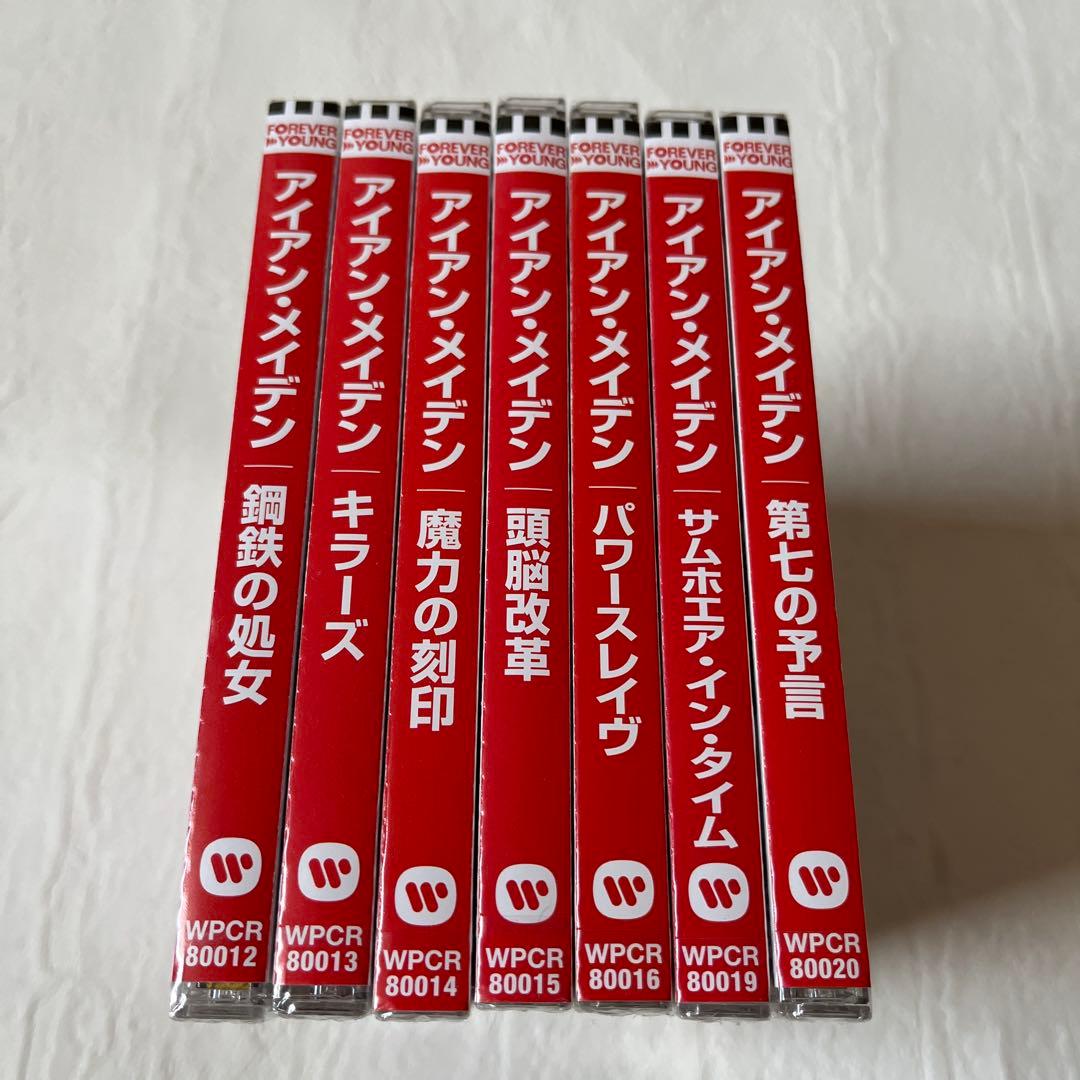 FOREVER
YOUNG
アイアン・メイデン
鋼鉄の処女
WPCR
80012
FOREVER
YOUNG
アイアン・メイデン
キラーズ
WPCR
80013
FOREVER
YOUNG
アイアン・メイデン
魔力の刻印
WPCR
80014
FOREVER
YOUNG
アイアン・メイデン
頭脳改革
WPCR
80015
FOREVER
YOUNG
アイアン・メイデン
パワースレイヴ
WPCR
80016
FOREVER
YOUNG
アイアン・メイデン
サムホエア・イン・タイム
WPCR
80019
FOREVER
YOUNG
アイアン・メイデン
第七の予言
WPCR
80020